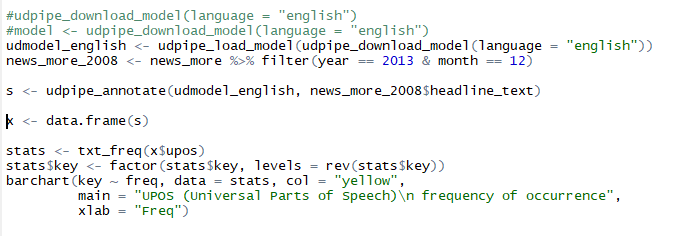 #udpipe_download_model(language = "english")
#model <- udpipe_download_model(language = "english")
udmodel_english <- udpipe_load_model(udpipe_download_model(language = "english"))
news_more_2008 <- news_more %>% filter(year == 2013 & month == 12)
s <- udpipe_annotate(udmodel_english, news_more_2008$headline_text)
x <- data.frame(s)
stats <- txt_freq(x$upos)
stats$key <- factor(stats$key, levels = rev(stats$key))
barchart(key ~ freq, data = stats, col = "yellow",
main = "UPOS (Universal Parts of Speech)\n frequency of occurrence",
xlab = "Freq")